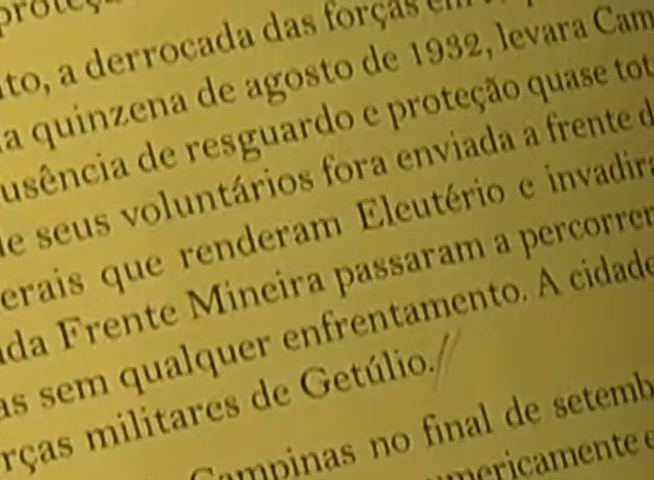 to, a derrocada das forças
a quinzena de agosto de 1932, levara Cam
usência de resguardo e proteção quase tot
e seus voluntários fora enviada a frente d
erais que renderam Eleutério e invadira
da Frente Mineira passaram a percorrer
as sem qualquer enfrentamento. A cidade
rças militares de Getúlio.
Campinas no final de setemb
umericamente e